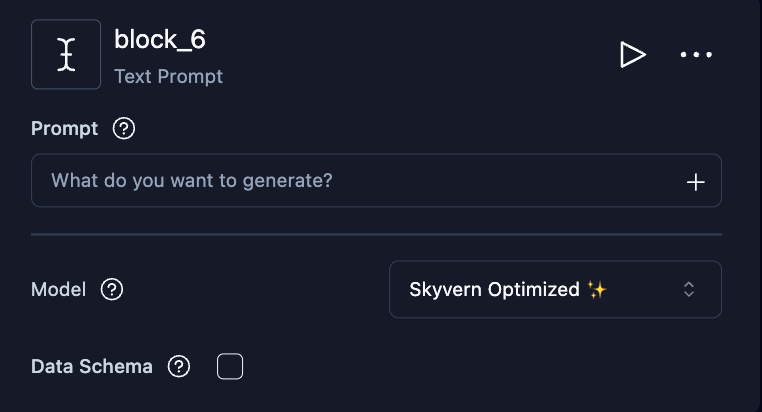 block_6
Text Prompt
Prompt
What do you want to generate?
Model
Skyvern Optimized ✨
Data Schema